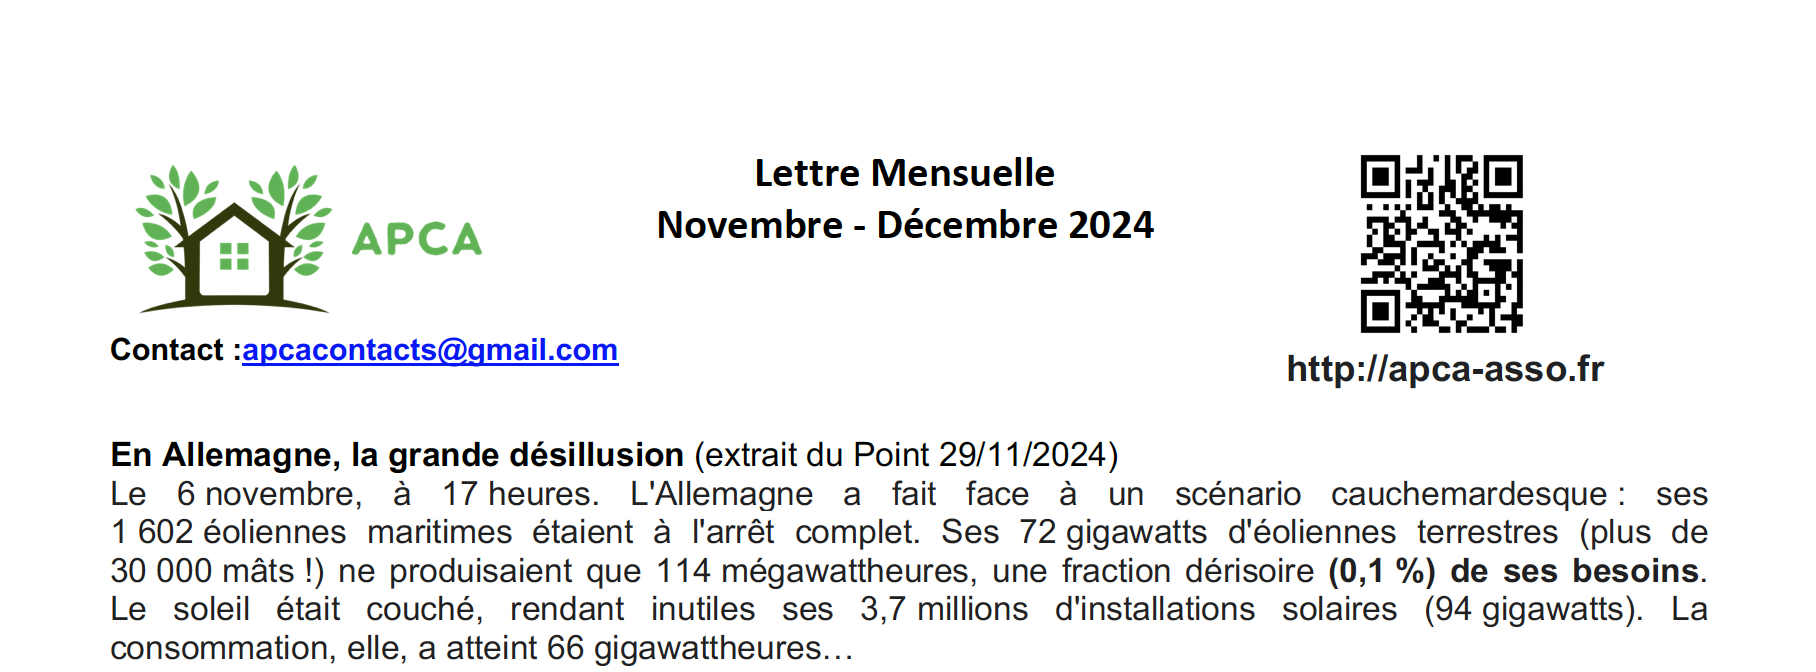 APCA
Lettre Mensuelle
Novembre - Décembre 2024
Contact :apcacontacts@gmail.com
http://apca-asso.fr
En Allemagne, la grande désillusion (extrait du Point 29/11/2024)
Le 6 novembre, à 17 heures. L'Allemagne a fait face à un scénario cauchemardesque : ses
1 602 éoliennes maritimes étaient à l'arrêt complet. Ses 72 gigawatts d'éoliennes terrestres (plus de
30 000 mâts !) ne produisaient que 114 mégawattheures, une fraction dérisoire (0,1 %) de ses besoins.
Le soleil était couché, rendant inutiles ses 3,7 millions d'installations solaires (94 gigawatts). La
consommation, elle, a atteint 66 gigawattheures…